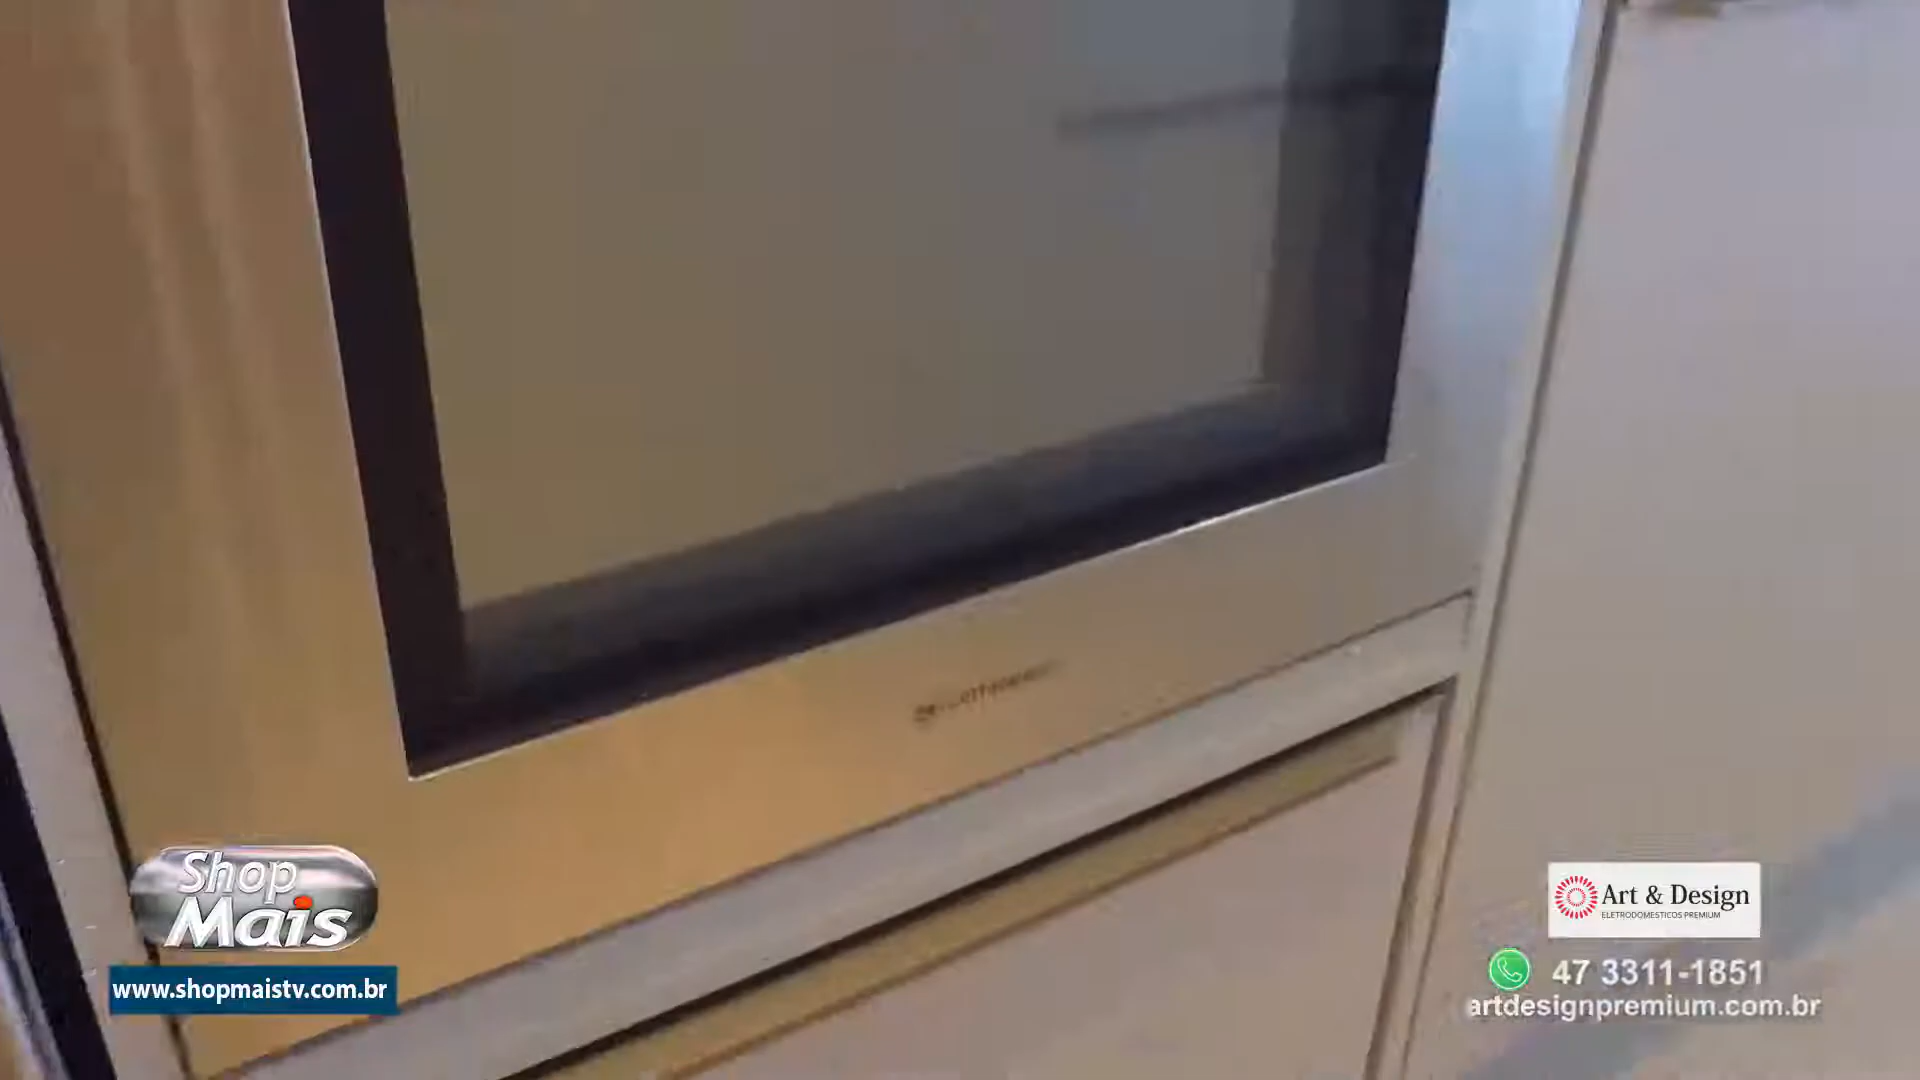 Shop
Mais
www.shopmaistv.com.br
Art & Design
ELETRODOMESTICOS PREMIUM
47 3311-1851
artdesignpremium.com.br